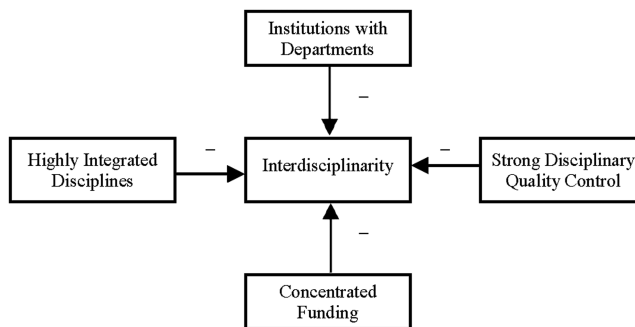 Institutions with
Departments
–
–
–
Highly Integrated
Disciplines
Interdisciplinarity
Strong Disciplinary
Quality Control
–
Concentrated
Funding